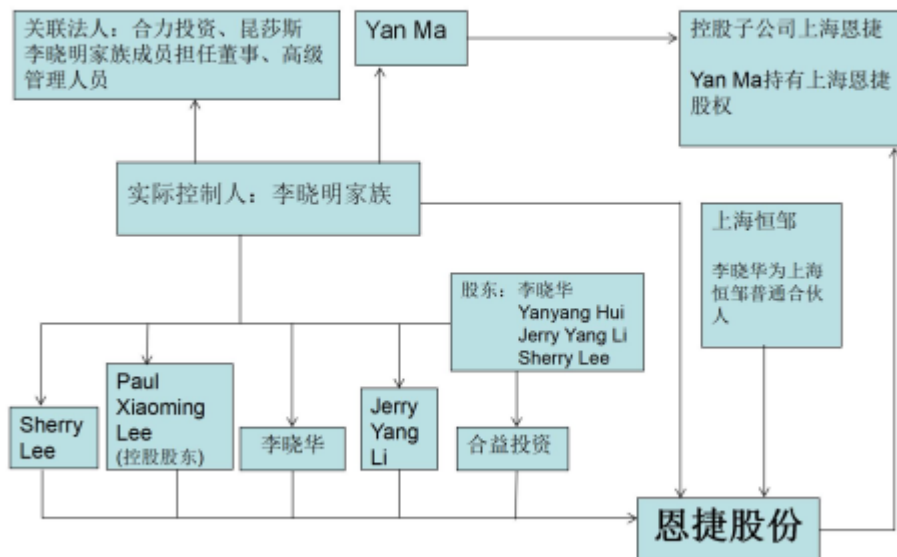 关联法人：合力投资、昆莎斯
李晓明家族成员担任董事、高级
管理人员
Yan Ma
控股子公司上海恩捷
Yan Ma持有上海恩捷
股权
实际控制人：李晓明家族
上海恒邹
李晓华为上海
恒邹普通合伙
人
股东：李晓华
Yanyang Hui
Jerry Yang Li
Sherry Lee
Sherry
Lee
Paul
Xiaoming
Lee
(控股股东)
李晓华
Jerry
Yang
Li
合益投资
恩捷股份